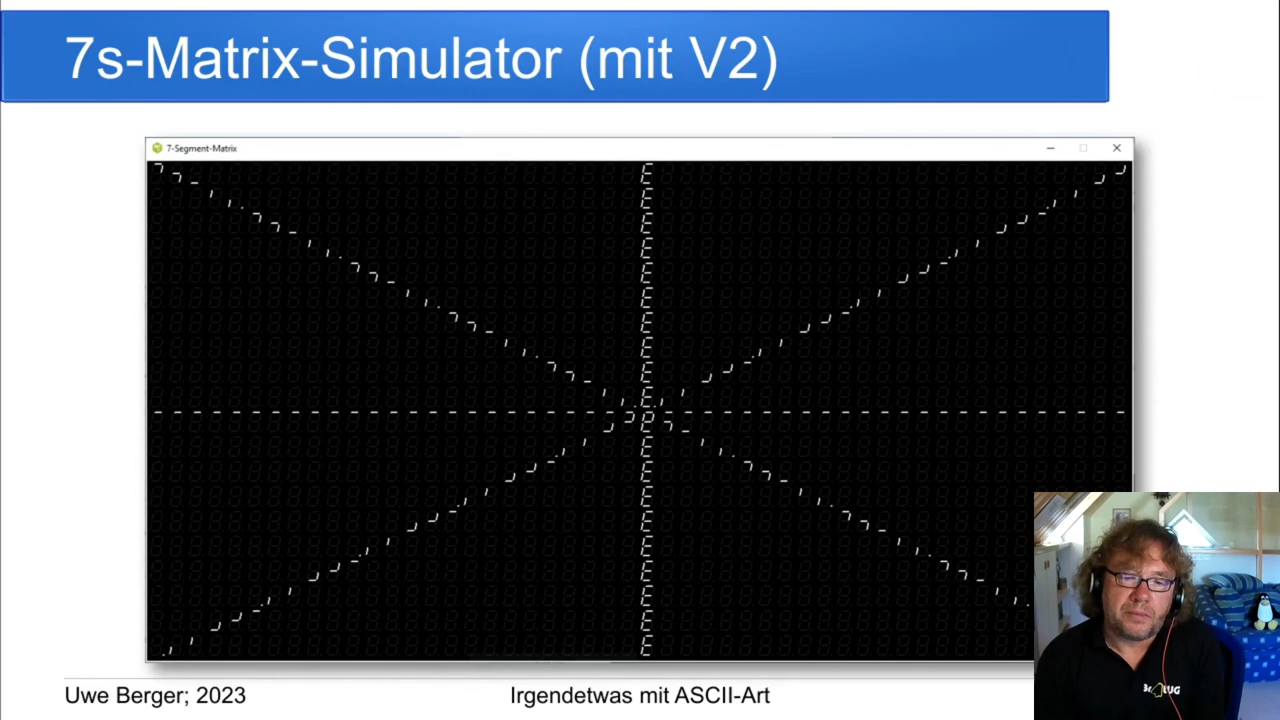 7s-Matrix-Simulator (mit V2)
7-Segment-Matrix
Uwe Berger; 2023
Irgendetwas mit ASCII-Art